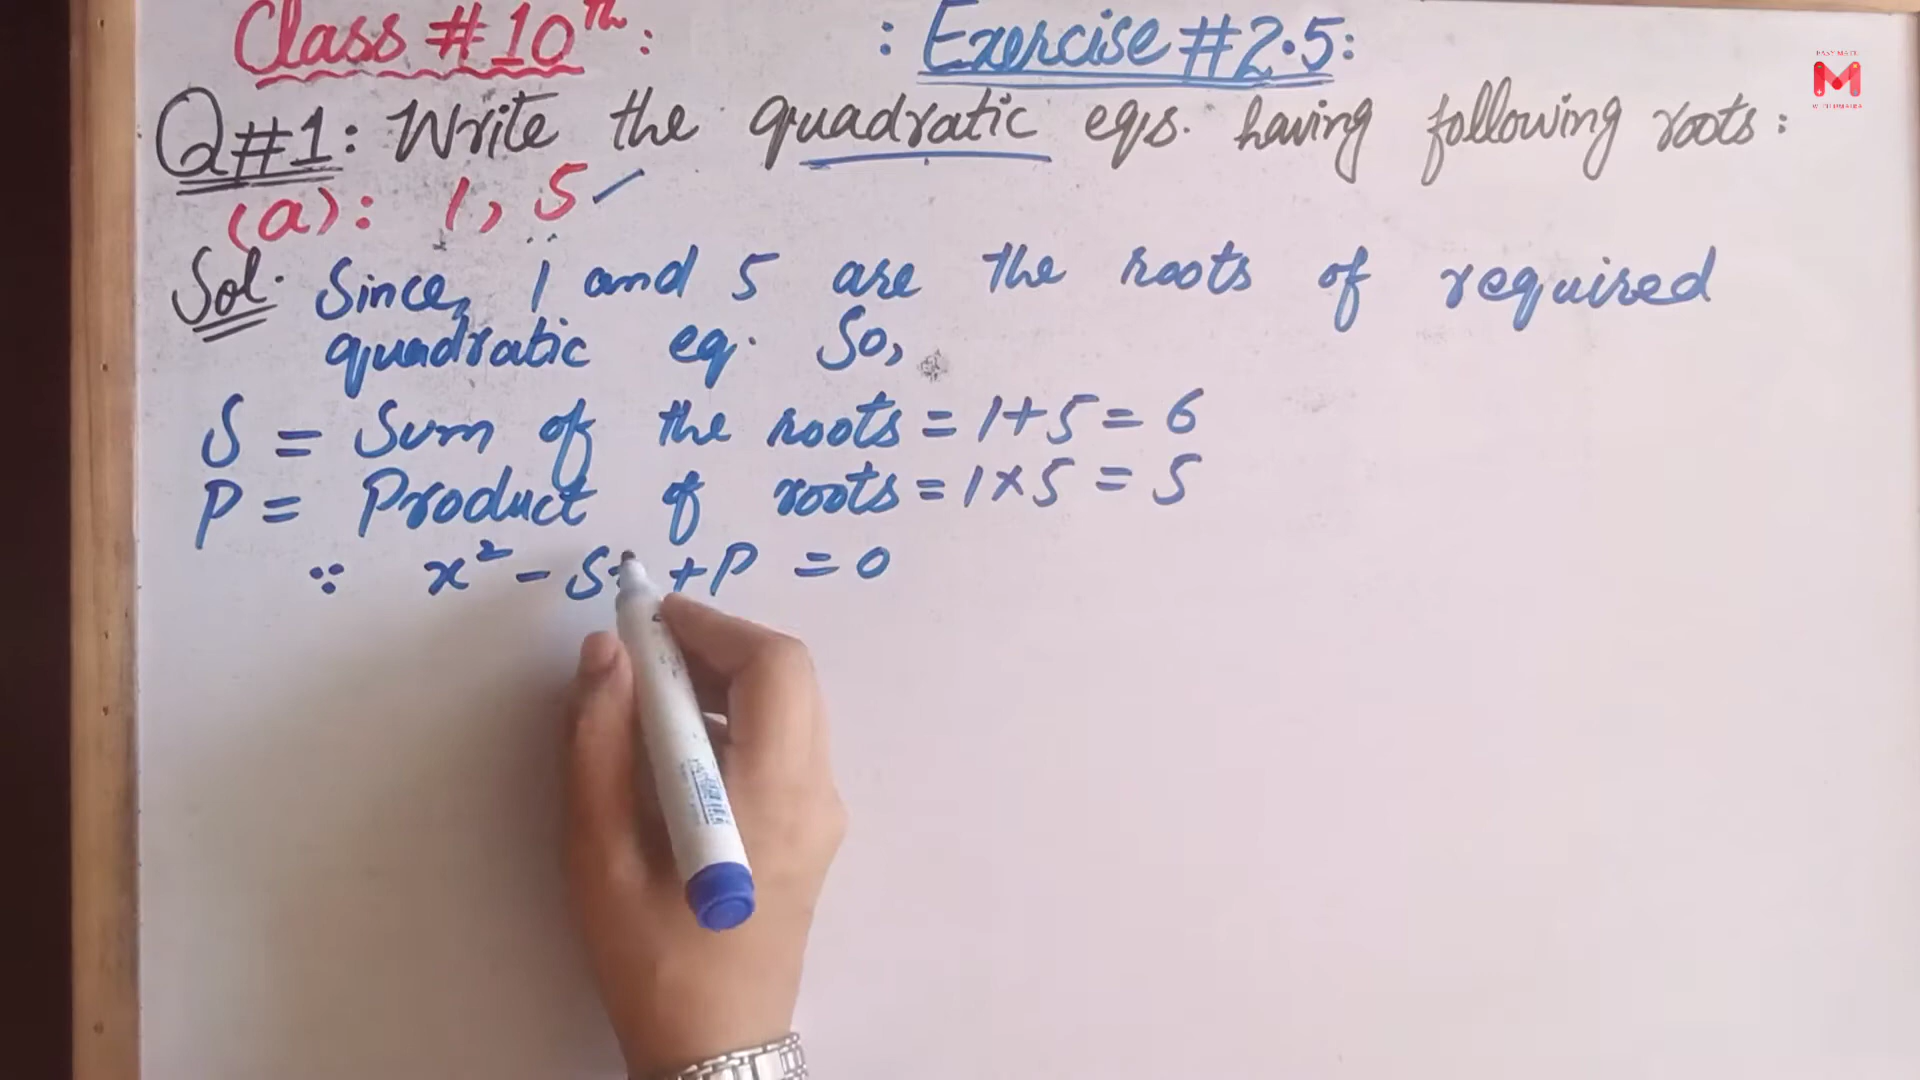 Class #10th:
: Exercise #2.5:
Q#1: Write the quadratic eqs. having following roots:
(a): 1, 5
Sol. Since, 1 and 5 are the roots of required
quadratic eq. So,
S = Sum of the roots = 1+5 = 6
P = Product of roots = 1×5 = 5
∵ x² - Sx + P = 0
M